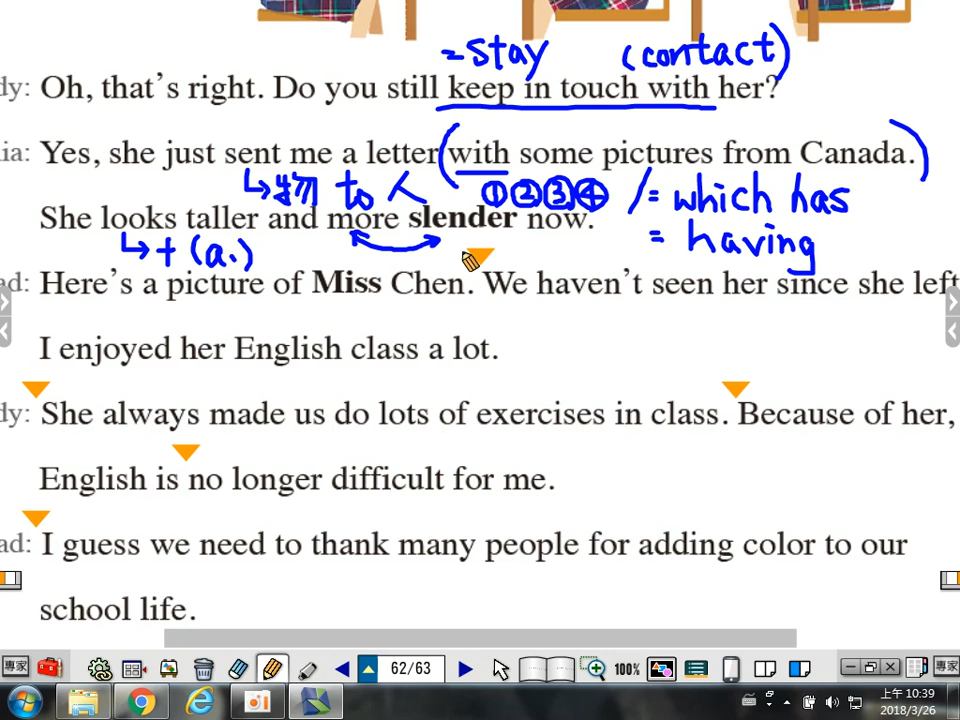 =stay (contact)
dy: Oh, that's right. Do you still keep in touch with her?
ia: Yes, she just sent me a letter (with some pictures from Canada.)
↳物 to 人 ①②③④ /= which has
She looks taller and more slender now.
↳+(a.) = having
ad: Here's a picture of Miss Chen. We haven't seen her since she left
I enjoyed her English class a lot.
dy: She always made us do lots of exercises in class. Because of her,
English is no longer difficult for me.
ad: I guess we need to thank many people for adding color to our
school life.
專家 62/63 100% 專家
上午 10:39
2018/3/26